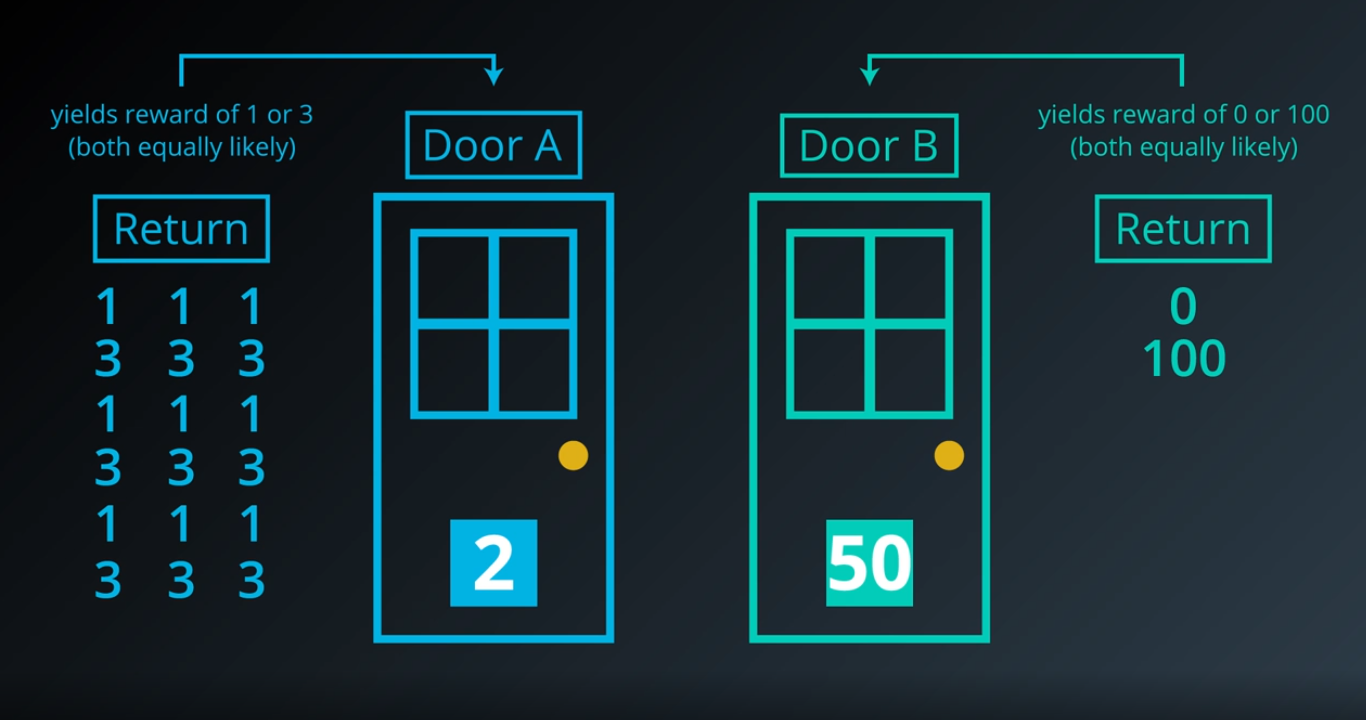 yields reward of 1 or 3
(both equally likely)
Door A
Return
1 1 1
3 3 3
1 1 1
3 3 3
1 1 1
3 3 3
2
Door B
50
yields reward of 0 or 100
(both equally likely)
Return
0
100